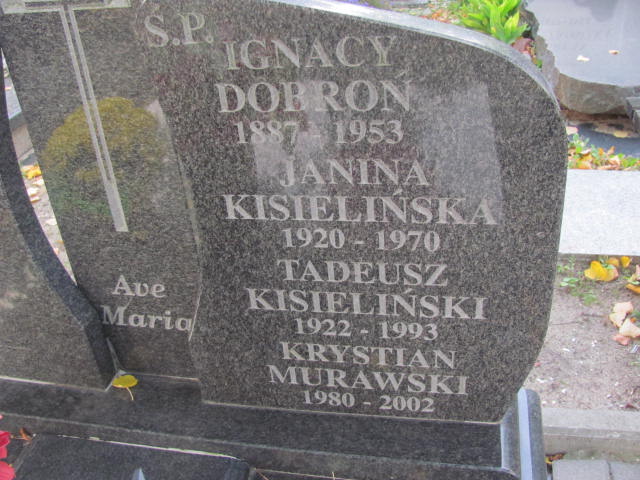 Ś.P.
IGNACY
DOBROŃ
1887 - 1953
JANINA
KISIELIŃSKA
1920 - 1970
TADEUSZ
KISIELIŃSKI
1922 - 1993
KRYSTIAN
MURAWSKI
1980 - 2002
Ave
Maria